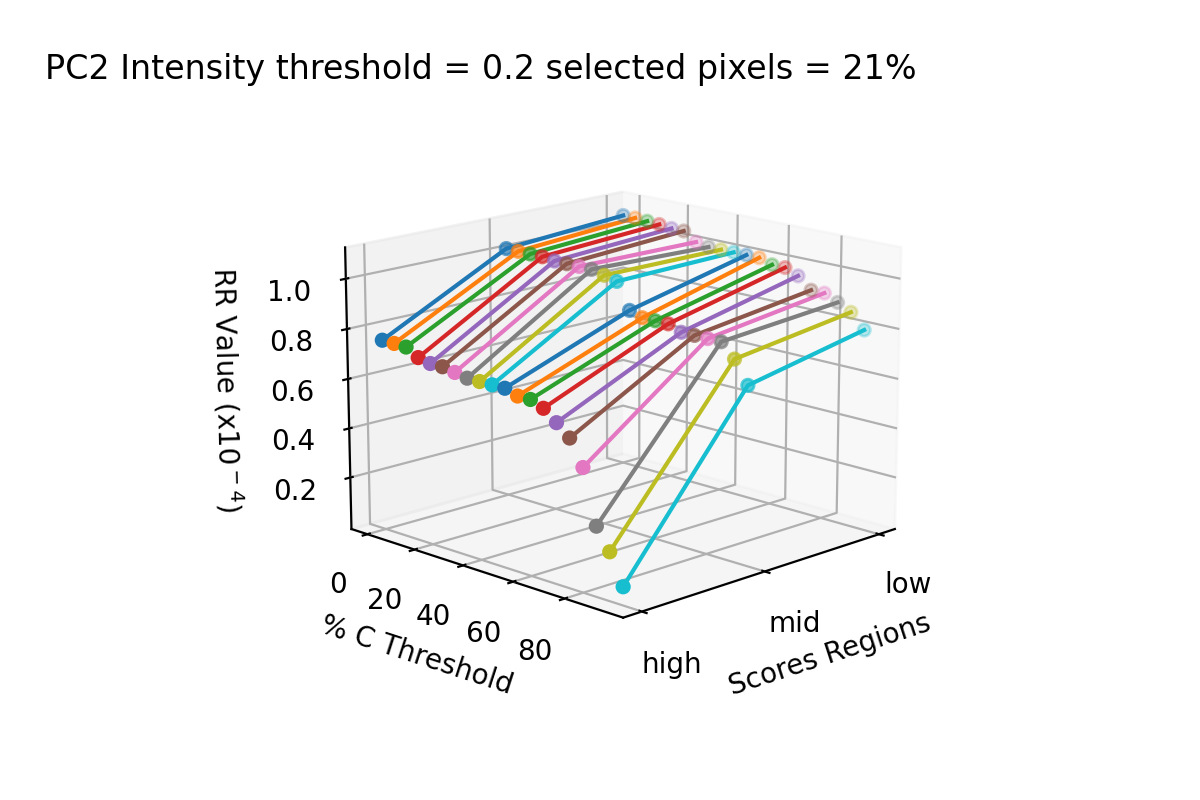 PC2 Intensity threshold = 0.2 selected pixels = 21%
RR Value (x10⁻⁴)
1.0
0.8
0.6
0.4
0.2
0
20
40
60
80
% C Threshold
high
mid
low
Scores Regions